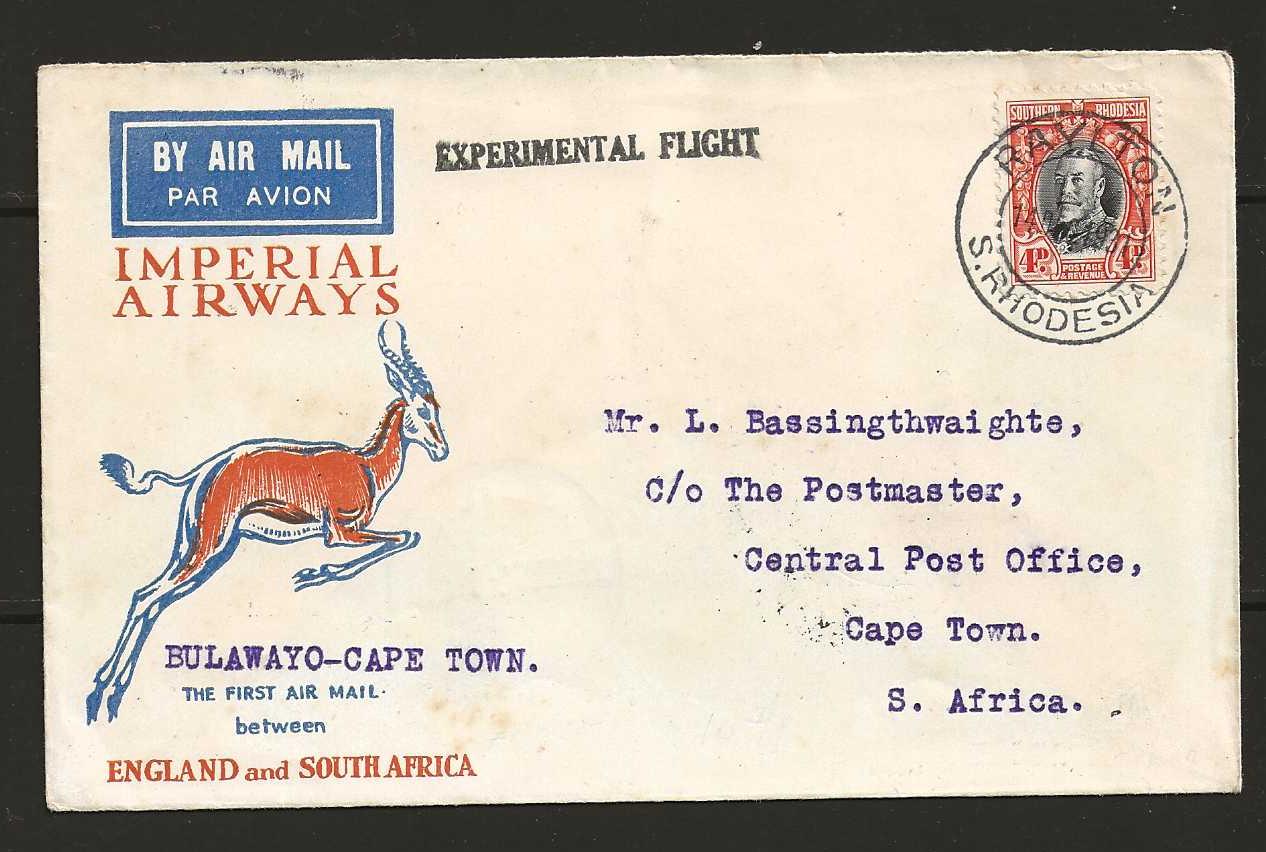 BY AIR MAIL
PAR AVION
IMPERIAL
AIRWAYS
EXPERIMENTAL FLIGHT
SOUTHERN RHODESIA
4D. POSTAGE & REVENUE 4D.
RAYLTON
S. RHODESIA
Mr. L. Bassingthwaighte,
C/o The Postmaster,
Central Post Office,
Cape Town.
S. Africa.
BULAWAYO-CAPE TOWN.
THE FIRST AIR MAIL
between
ENGLAND and SOUTH AFRICA